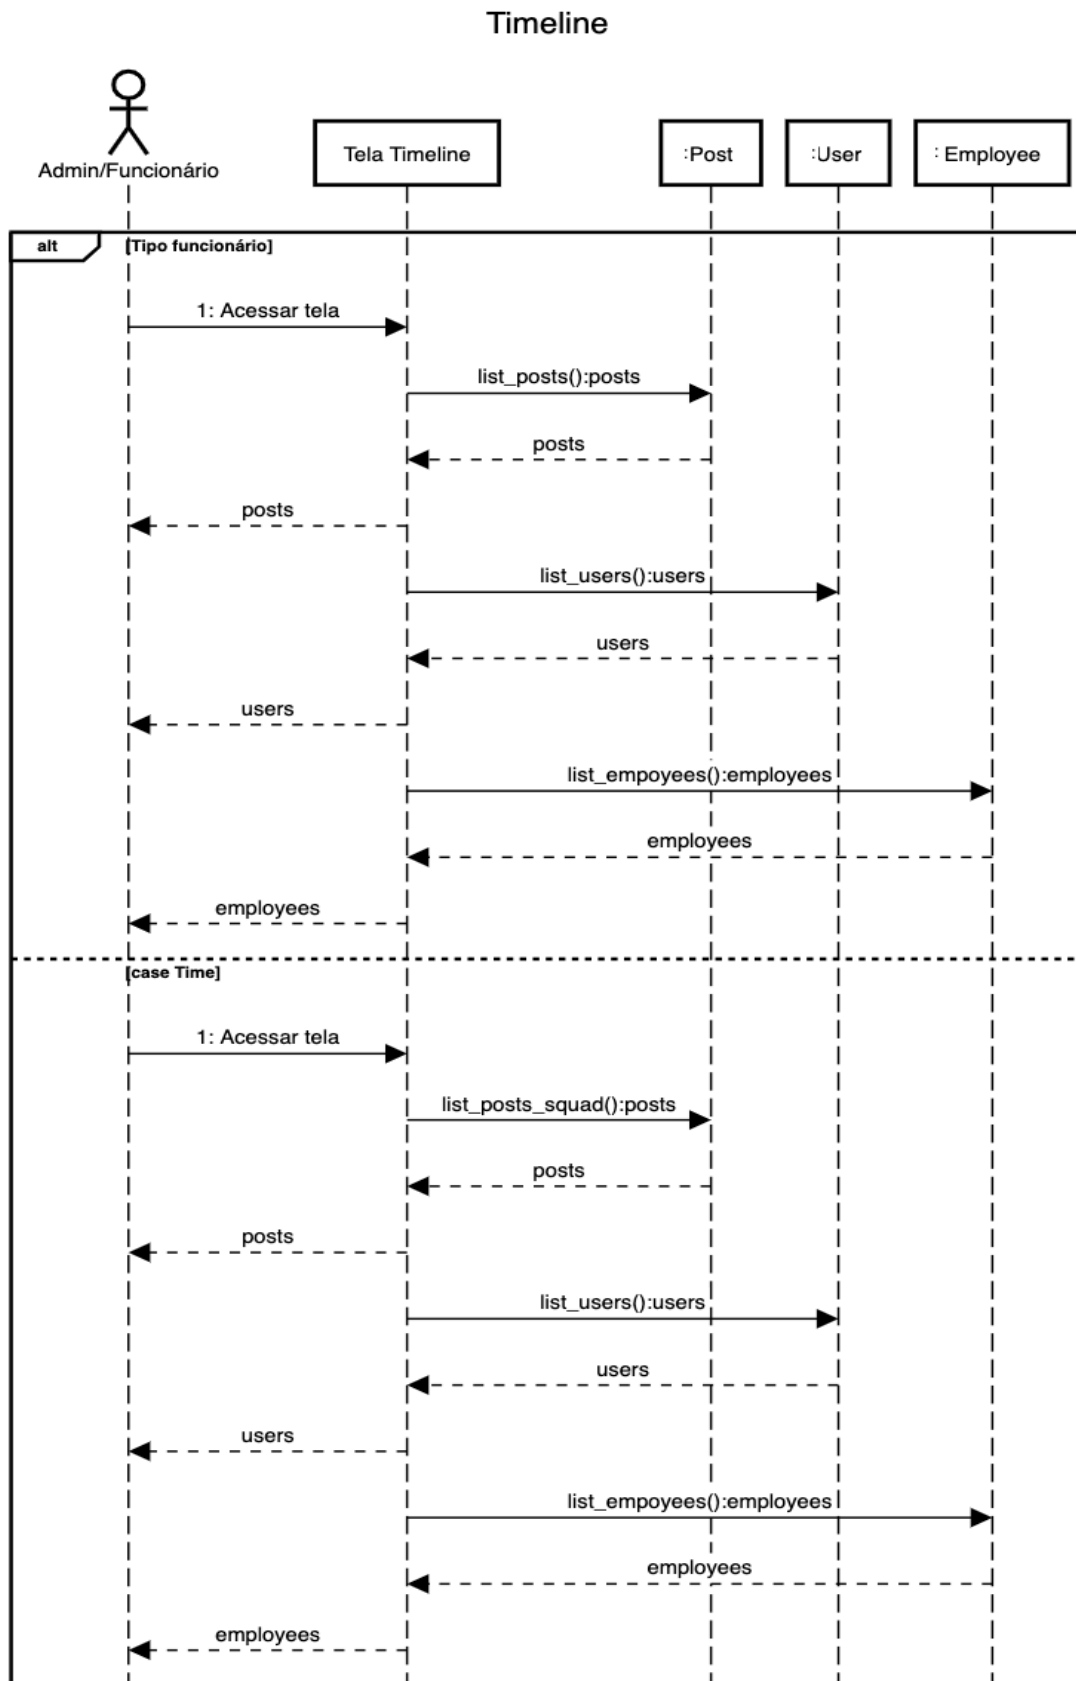 Timeline
Admin/Funcionário
Tela Timeline
:Post
:User
: Employee
alt
[Tipo funcionário]
1: Acessar tela
list_posts():posts
posts
posts
list_users():users
users
users
list_empoyees():employees
employees
employees
[case Time]
1: Acessar tela
list_posts_squad():posts
posts
posts
list_users():users
users
users
list_empoyees():employees
employees
employees